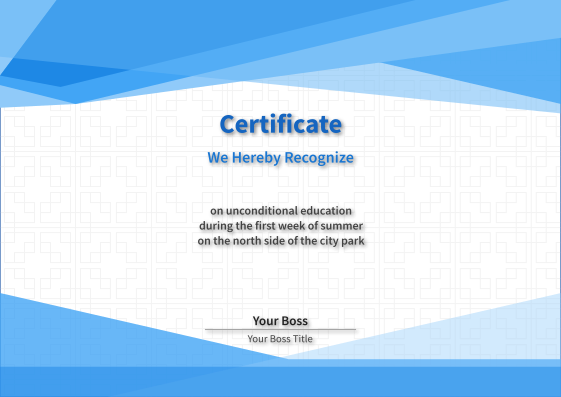 Certificate
We Hereby Recognize
on unconditional education
during the first week of summer
on the north side of the city park
Your Boss
Your Boss Title